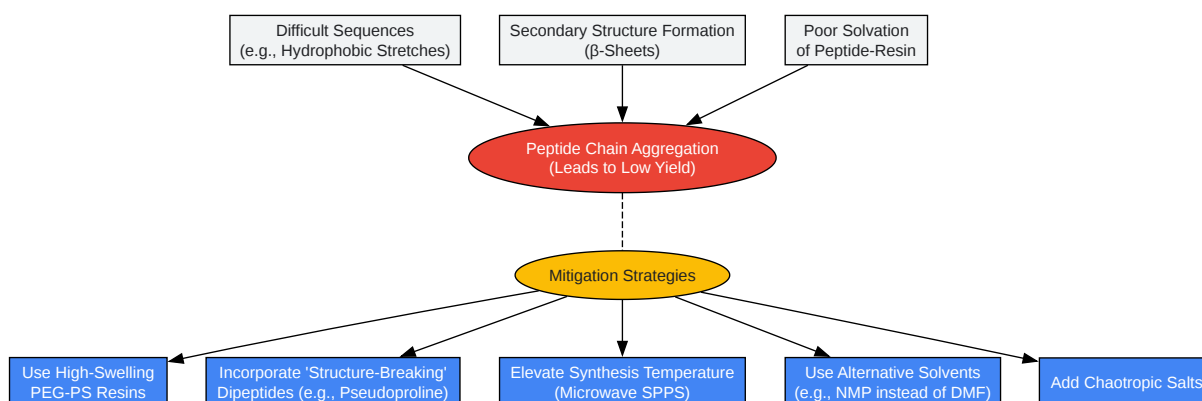 Difficult Sequences
(e.g., Hydrophobic Stretches)
Secondary Structure Formation
(β-Sheets)
Poor Solvation
of Peptide-Resin
Peptide Chain Aggregation
(Leads to Low Yield)
Mitigation Strategies
Use High-Swelling
PEG-PS Resins
Incorporate 'Structure-Breaking'
Dipeptides (e.g., Pseudoproline)
Elevate Synthesis Temperature
(Microwave SPPS)
Use Alternative Solvents
(e.g., NMP instead of DMF)
Add Chaotropic Salts